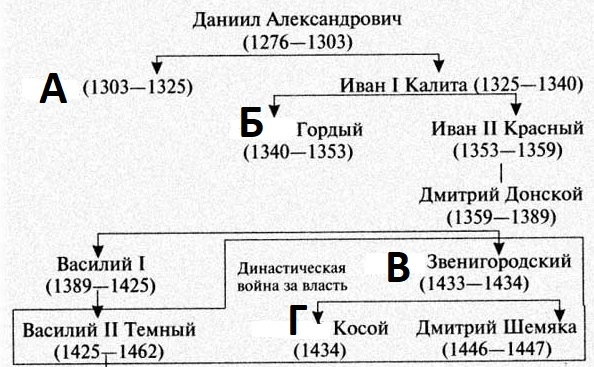 Даниил Александрович
(1276—1303)
А (1303—1325)
Иван I Калита (1325—1340)
Б Гордый
(1340—1353)
Иван II Красный
(1353—1359)
Дмитрий Донской
(1359—1389)
Василий I
(1389—1425)
Династическая
война за власть
В Звенигородский
(1433—1434)
Василий II Темный
(1425—1462)
Г Косой
(1434)
Дмитрий Шемяка
(1446—1447)